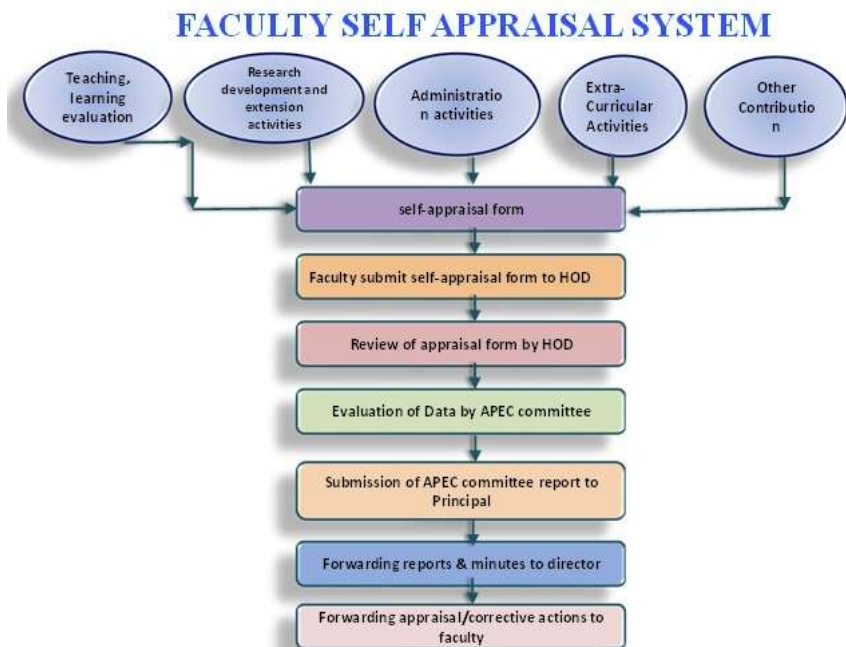 FACULTY SELF APPRAISAL SYSTEM
Teaching,
learning
evaluation
Research
development and
extension
activities
Administratio
n activities
Extra-
Curricular
Activities
Other
Contributio
n
self-appraisal form
Faculty submit self-appraisal form to HOD
Review of appraisal form by HOD
Evaluation of Data by APEC committee
Submission of APEC committee report to
Principal
Forwarding reports & minutes to director
Forwarding appraisal/corrective actions to
faculty